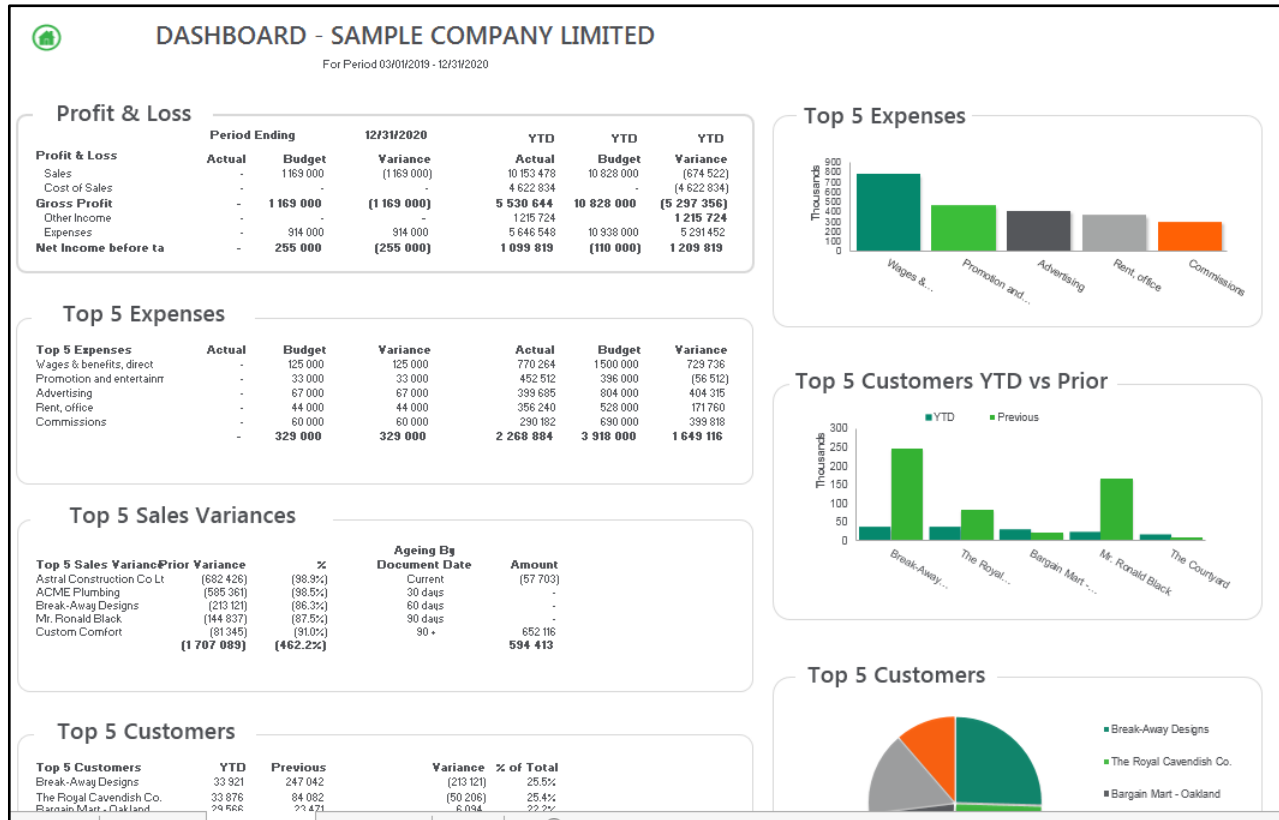 DASHBOARD - SAMPLE COMPANY LIMITED
For Period 03/01/2019 - 12/31/2020
Profit & Loss
Period Ending 12/31/2020 YTD YTD YTD
Profit & Loss Actual Budget Variance Actual Budget Variance
Sales - 1 169 000 (1 169 000) 10 153 478 10 828 000 (674 522)
Cost of Sales - - - 4 622 834 - (4 622 834)
Gross Profit - 1 169 000 (1 169 000) 5 530 644 10 828 000 (5 297 356)
Other Income - - - 1 215 724 1 215 724
Expenses - 914 000 914 000 5 646 548 10 938 000 5 291 452
Net Income before ta - 255 000 (255 000) 1 099 819 (110 000) 1 209 819
Top 5 Expenses
Top 5 Expenses Actual Budget Variance Actual Budget Variance
Wages & benefits, direct - 125 000 125 000 770 264 1 500 000 729 736
Promotion and entertainm - 33 000 33 000 452 512 396 000 (56 512)
Advertising - 67 000 67 000 399 685 804 000 404 315
Rent, office - 44 000 44 000 356 240 528 000 171 760
Commissions - 60 000 60 000 290 182 690 000 399 818
- 329 000 329 000 2 268 884 3 918 000 1 649 116
Top 5 Sales Variances
Ageing By
Top 5 Sales Varianc Prior Variance % Document Date Amount
Astral Construction Co Lt (682 426) (98.9%) Current (57 703)
ACME Plumbing (585 361) (98.5%) 30 days -
Break-Away Designs (213 121) (86.3%) 60 days -
Mr. Ronald Black (144 837) (87.5%) 90 days -
Custom Comfort (81 345) (91.0%) 90 + 652 116
(1 707 089) (462.2%) 594 413
Top 5 Customers
Top 5 Customers YTD Previous Variance % of Total
Break-Away Designs 33 921 247 042 (213 121) 25.5%
The Royal Cavendish Co. 33 876 84 082 (50 206) 25.4%
Bargain Mart - Oakland 29 566 23 471 6 094 22.2%
Top 5 Expenses
Thousands
900
800
700
600
500
400
300
200
100
0
Wages &...
Promotion and...
Advertising
Rent, office
Commissions
Top 5 Customers YTD vs Prior
YTD Previous
Thousands
300
250
200
150
100
50
0
Break-Away...
The Royal...
Bargain Mart -...
Mr. Ronald Black
The Courtyard
Top 5 Customers
Break-Away Designs
The Royal Cavendish Co.
Bargain Mart - Oakland